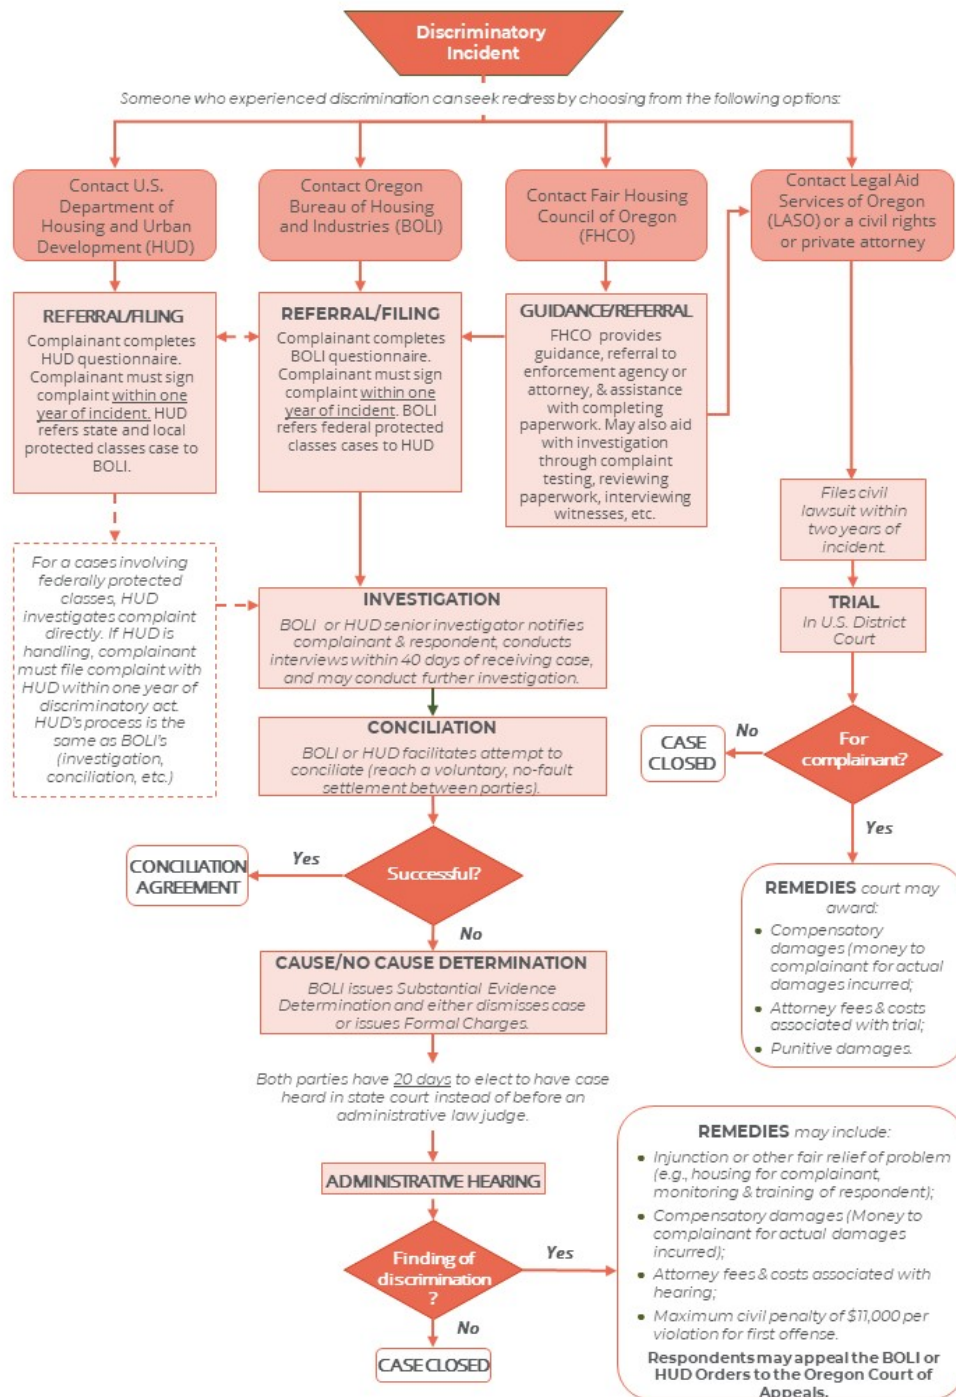 Discriminatory
Incident
Someone who experienced discrimination can seek redress by choosing from the following options:
Contact U.S.
Department of
Housing and Urban
Development (HUD)
Contact Oregon
Bureau of Housing
and Industries (BOLI)
Contact Fair Housing
Council of Oregon
(FHCO)
Contact Legal Aid
Services of Oregon
(LASO) or a civil rights
or private attorney
REFERRAL/FILING
Complainant completes
HUD questionnaire.
Complainant must sign
complaint within one
year of incident. HUD
refers state and local
protected classes case to
BOLI.
REFERRAL/FILING
Complainant completes
BOLI questionnaire.
Complainant must sign
complaint within one
year of incident. BOLI
refers federal protected
classes cases to HUD
GUIDANCE/REFERRAL
FHCO provides
guidance, referral to
enforcement agency or
attorney, & assistance
with completing
paperwork. May also aid
with investigation
through complaint
testing, reviewing
paperwork, interviewing
witnesses, etc.
Files civil
lawsuit within
two years of
incident.
For a cases involving
federally protected
classes, HUD
investigates complaint
directly. If HUD is
handling, complainant
must file complaint with
HUD within one year of
discriminatory act.
HUD's process is the
same as BOLI's
(investigation,
conciliation, etc.)
INVESTIGATION
BOLI or HUD senior investigator notifies
complainant & respondent, conducts
interviews within 40 days of receiving case,
and may conduct further investigation.
TRIAL
In U.S. District
Court
CONCILIATION
BOLI or HUD facilitates attempt to
conciliate (reach a voluntary, no-fault
settlement between parties).
CASE
CLOSED
No
For
complainant?
Yes
CONCILIATION
AGREEMENT
Yes
Successful?
No
REMEDIES court may
award:
• Compensatory
damages (money to
complainant for actual
damages incurred;
• Attorney fees & costs
associated with trial;
• Punitive damages.
CAUSE/NO CAUSE DETERMINATION
BOLI issues Substantial Evidence
Determination and either dismisses case
or issues Formal Charges.
Both parties have 20 days to elect to have case
heard in state court instead of before an
administrative law judge.
ADMINISTRATIVE HEARING
Finding of
discrimination
?
Yes
No
CASE CLOSED
REMEDIES may include:
• Injunction or other fair relief of problem
(e.g., housing for complainant,
monitoring & training of respondent);
• Compensatory damages (Money to
complainant for actual damages
incurred);
• Attorney fees & costs associated with
hearing;
• Maximum civil penalty of $11,000 per
violation for first offense.
Respondents may appeal the BOLI or
HUD Orders to the Oregon Court of
Appeals.